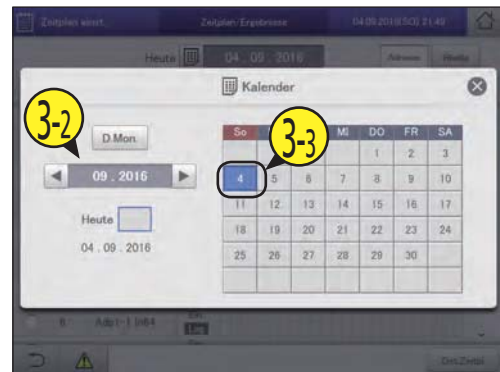 Zeitplan einst.
Zeitplan/Ergebnisse
04.09.2016(SO) 21:49
Heute
04 . 09 . 2016
Kalender
3-2
D.Mon.
09 . 2016
Heute
04 . 09 . 2016
3-3
So MI DO FR SA
1 2 3
4 5 6 7 8 9 10
11 12 13 14 15 16 17
18 19 20 21 22 23 24
25 26 27 28 29 30
Log